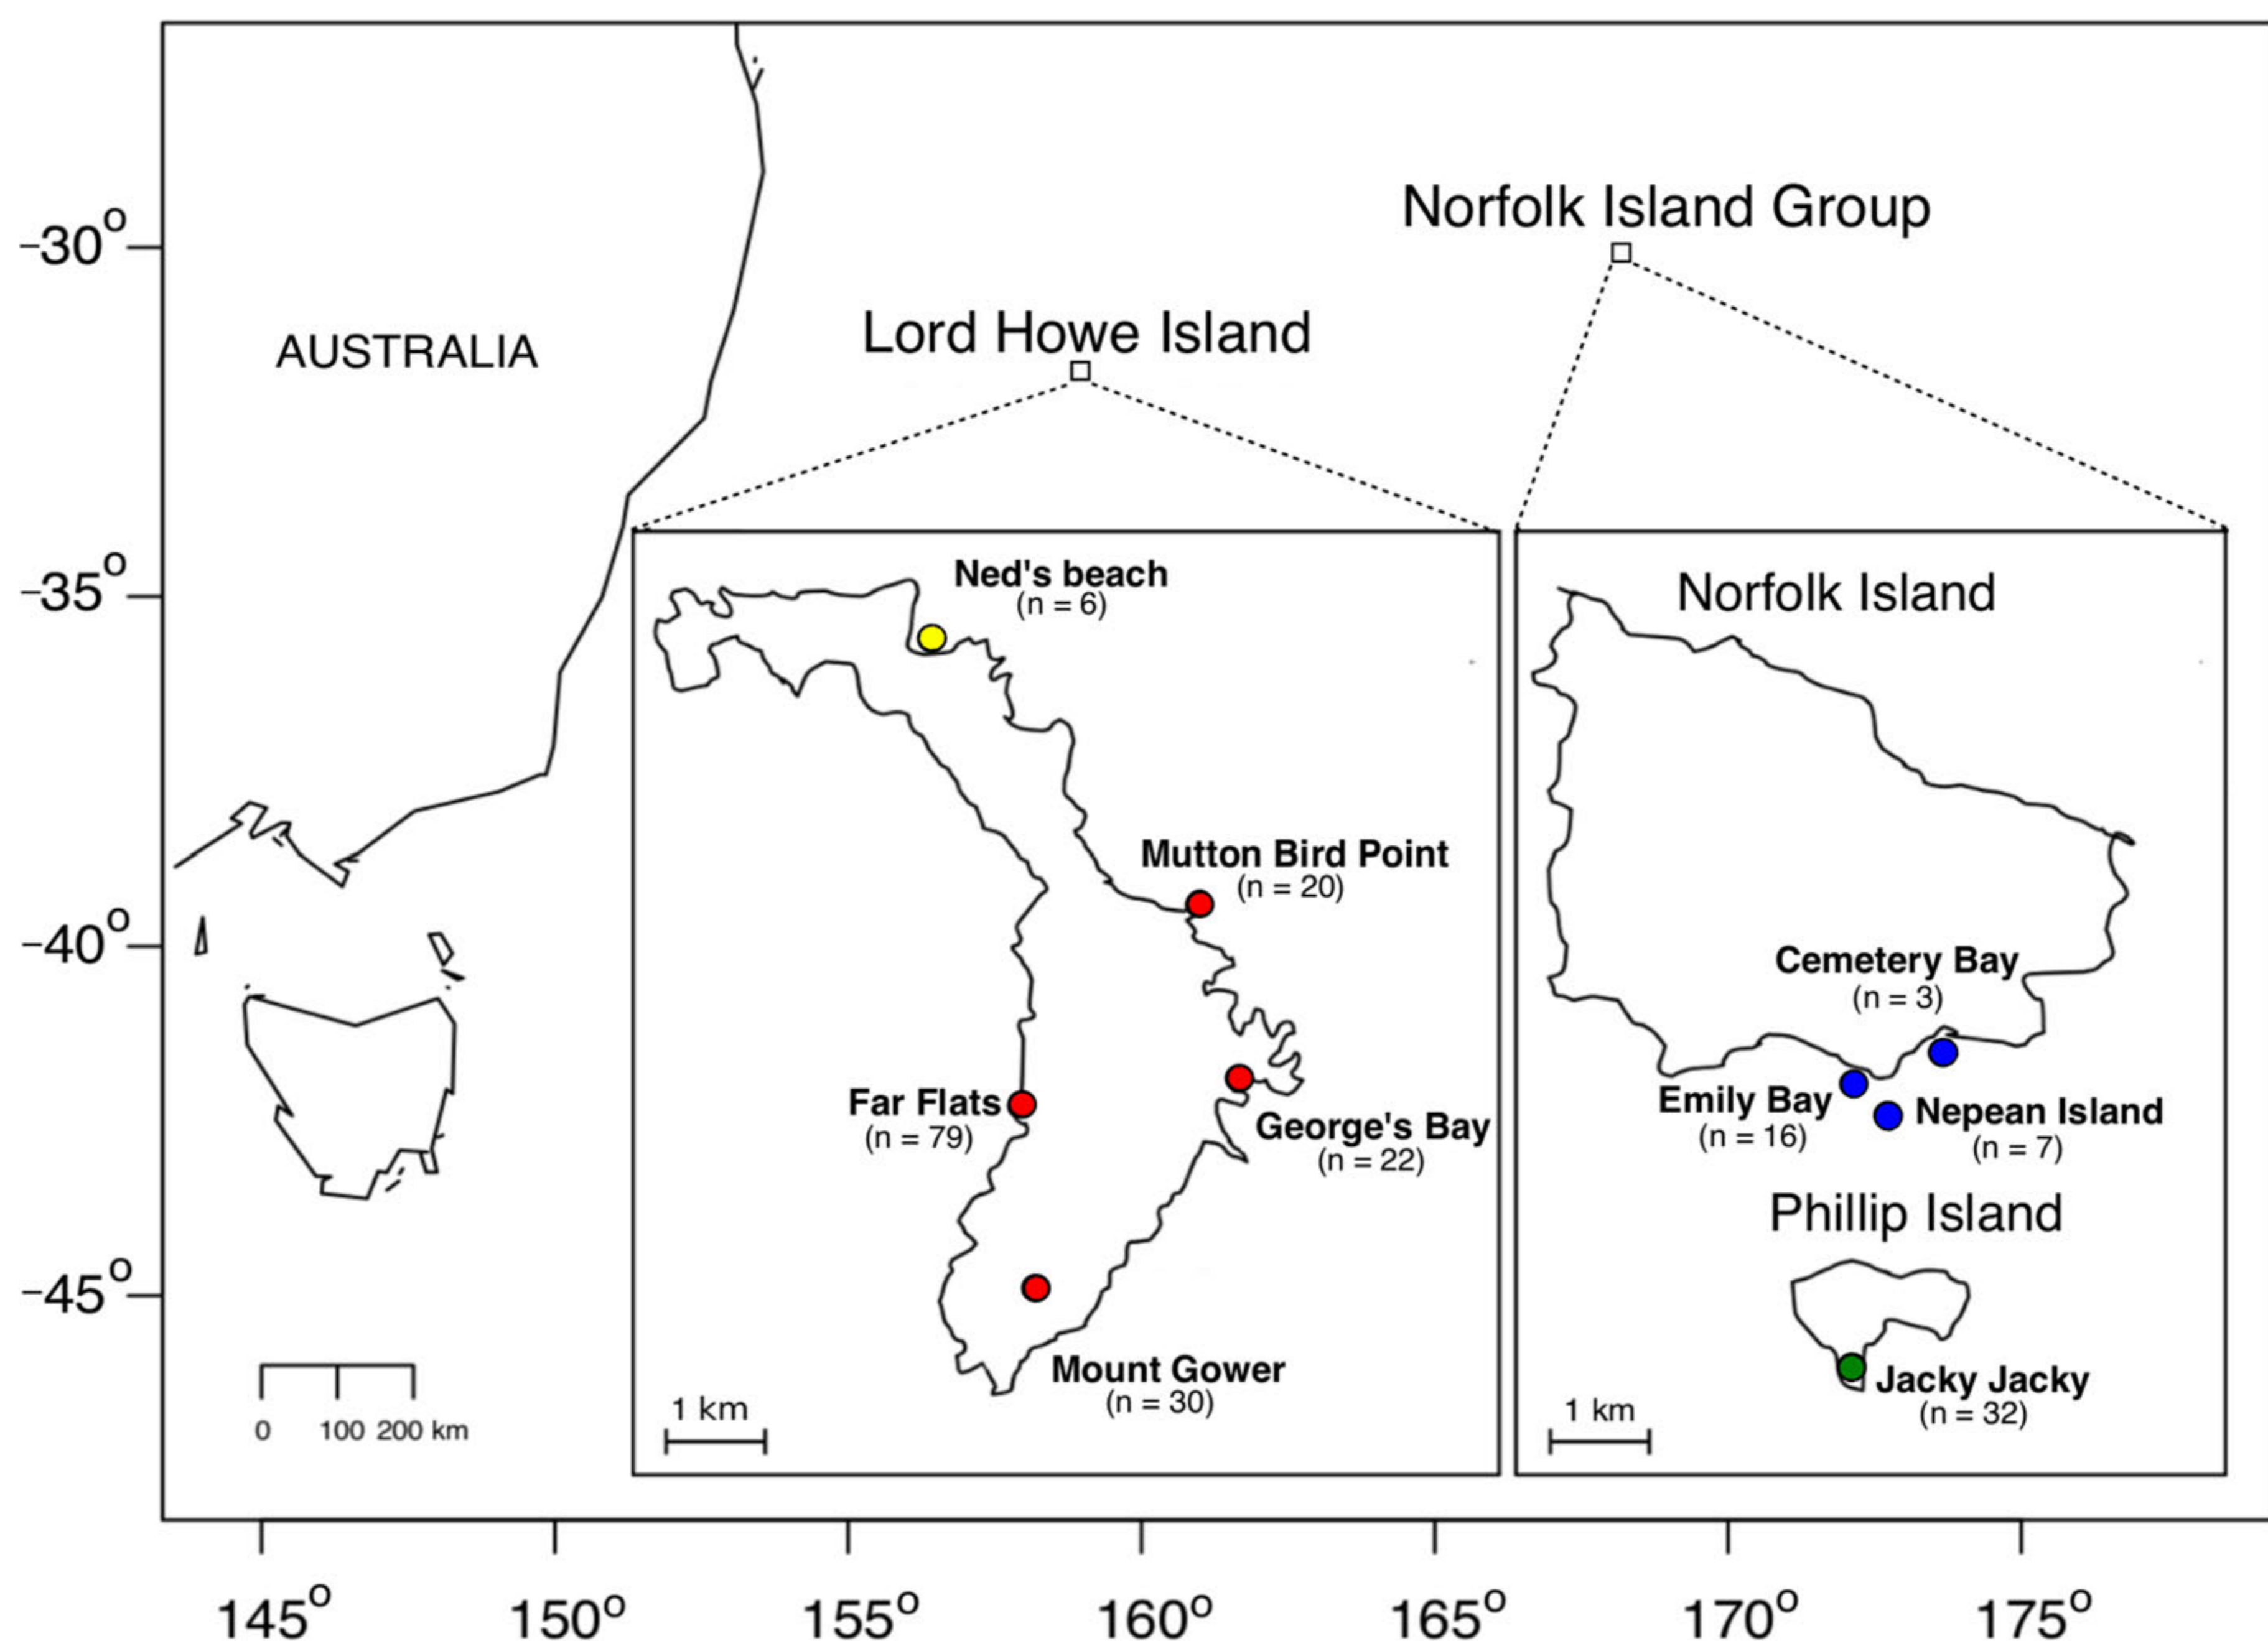 Norfolk Island Group
−30°
Lord Howe Island
AUSTRALIA
−35°
Ned's beach
(n = 6)
Norfolk Island
Mutton Bird Point
(n = 20)
−40°
Cemetery Bay
(n = 3)
Far Flats
(n = 79)
George's Bay
(n = 22)
Emily Bay
(n = 16)
Nepean Island
(n = 7)
Phillip Island
−45°
Mount Gower
(n = 30)
Jacky Jacky
(n = 32)
0 100 200 km
1 km
1 km
145° 150° 155° 160° 165° 170° 175°